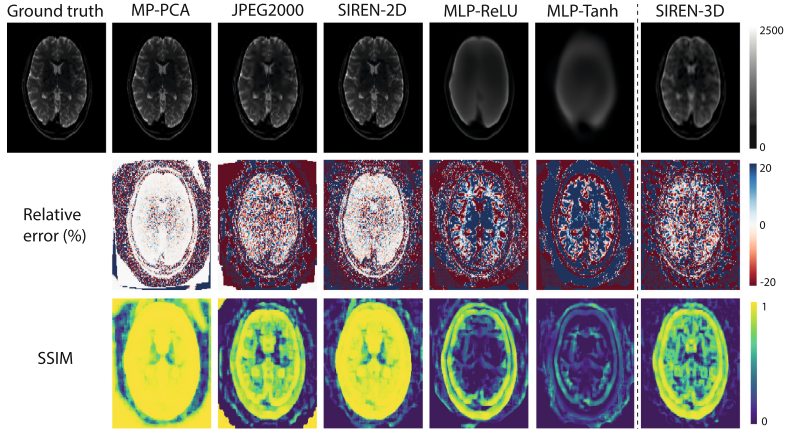 Ground truth MP-PCA JPEG2000 SIREN-2D MLP-ReLU MLP-Tanh SIREN-3D
2500
0
Relative
error (%)
20
0
-20
SSIM
1
0